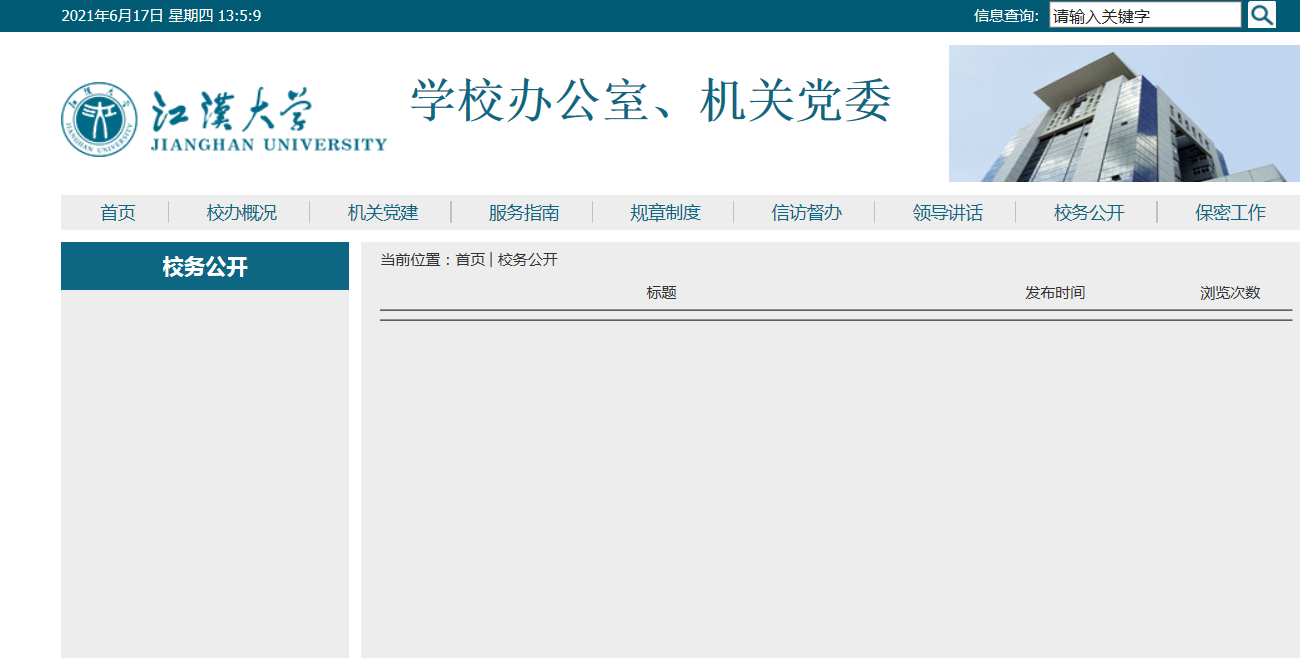 2021年6月17日 星期四 13:5:9 信息查询: 请输入关键字
江漢大学
JIANGHAN UNIVERSITY
学校办公室、机关党委
首页 校办概况 机关党建 服务指南 规章制度 信访督办 领导讲话 校务公开 保密工作
校务公开
当前位置：首页 | 校务公开
标题 发布时间 浏览次数